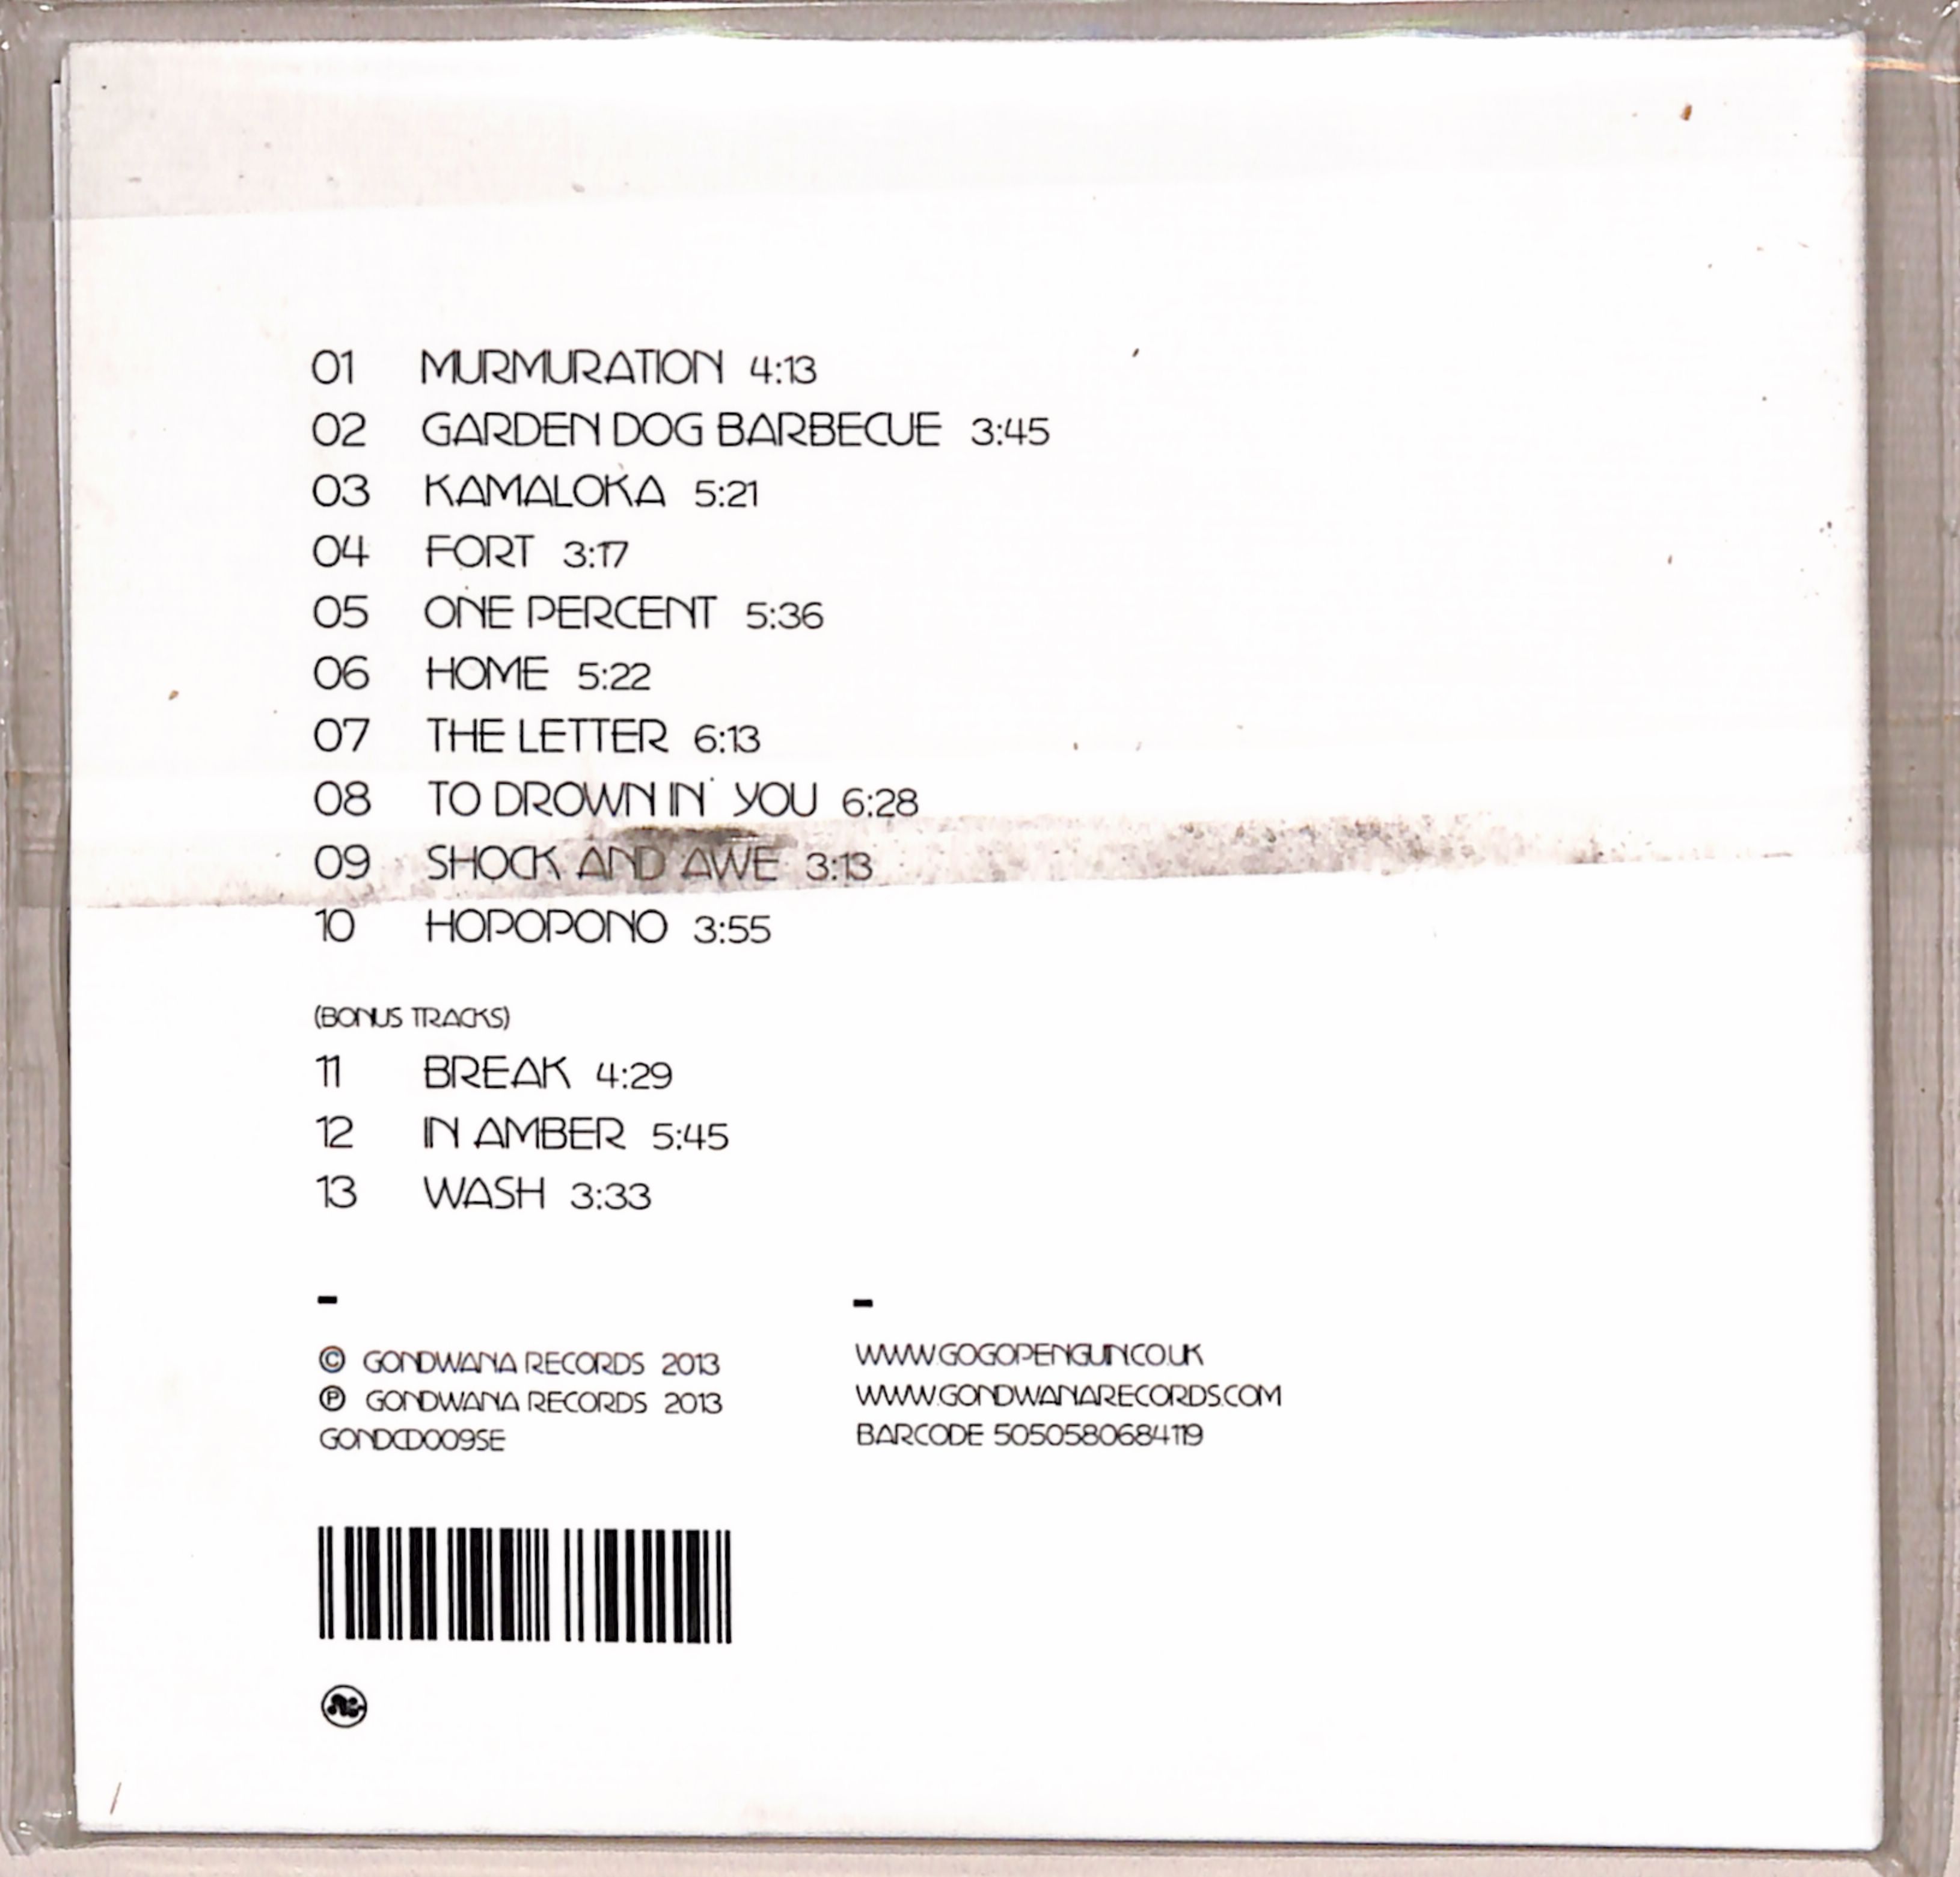 01 MURMURATION 4:13
02 GARDEN DOG BARBECUE 3:45
03 KAMALOKA 5:21
04 FORT 3:17
05 ONE PERCENT 5:36
06 HOME 5:22
07 THE LETTER 6:13
08 TO DROWN IN YOU 6:28
09 SHOCK AND AWE 3:13
10 HOPOPONO 3:55
(BONUS TRACKS)
11 BREAK 4:29
12 IN AMBER 5:45
13 WASH 3:33
© GONDWANA RECORDS 2013
℗ GONDWANA RECORDS 2013
GONDCD009SE
WWW.GOGOPENGUIN.CO.UK
WWW.GONDWANARECORDS.COM
BARCODE 5050580684119